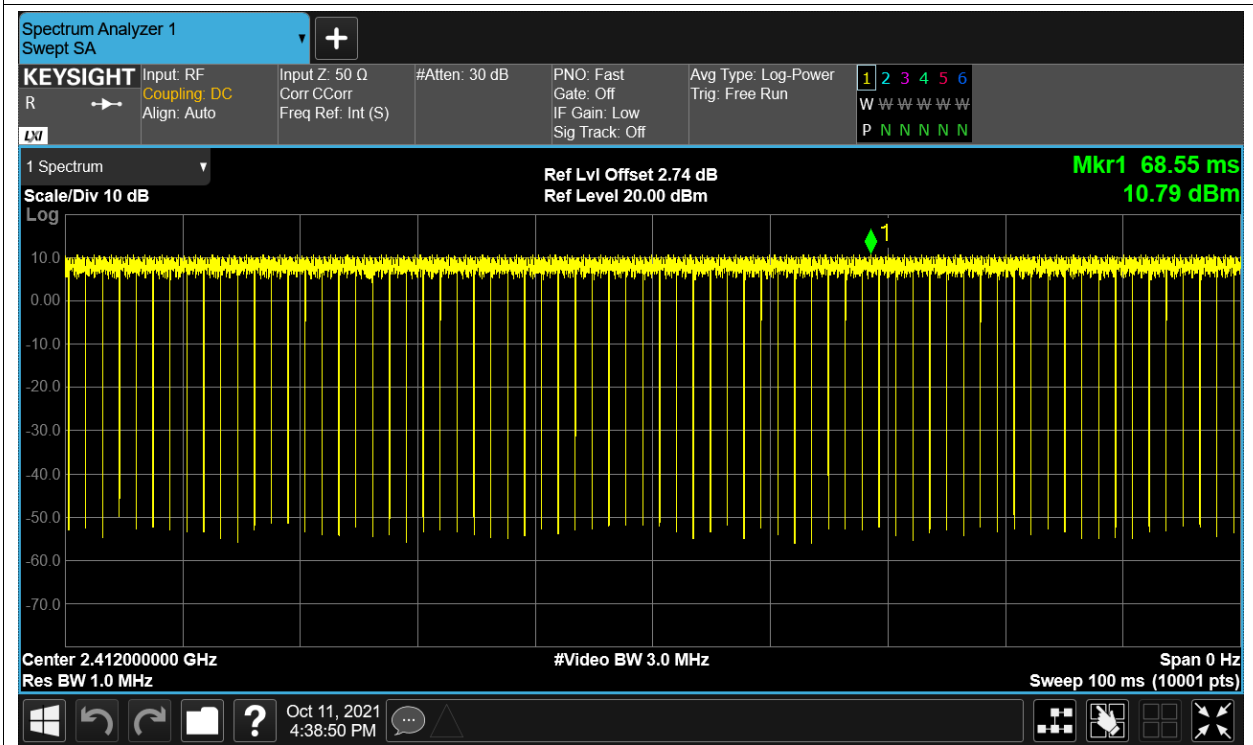 Spectrum Analyzer 1
Swept SA
KEYSIGHT
R
LXI
Input: RF
Coupling: DC
Align: Auto
Input Z: 50 Ω
Corr CCorr
Freq Ref: Int (S)
#Atten: 30 dB
PNO: Fast
Gate: Off
IF Gain: Low
Sig Track: Off
Avg Type: Log-Power
Trig: Free Run
1 2 3 4 5 6
W W W W W W
P N N N N N
1 Spectrum
Scale/Div 10 dB
Ref Lvl Offset 2.74 dB
Ref Level 20.00 dBm
Mkr1 68.55 ms
10.79 dBm
Log
1
10.0
0.00
-10.0
-20.0
-30.0
-40.0
-50.0
-60.0
-70.0
Center 2.412000000 GHz
Res BW 1.0 MHz
#Video BW 3.0 MHz
Span 0 Hz
Sweep 100 ms (10001 pts)
?
Oct 11, 2021
4:38:50 PM